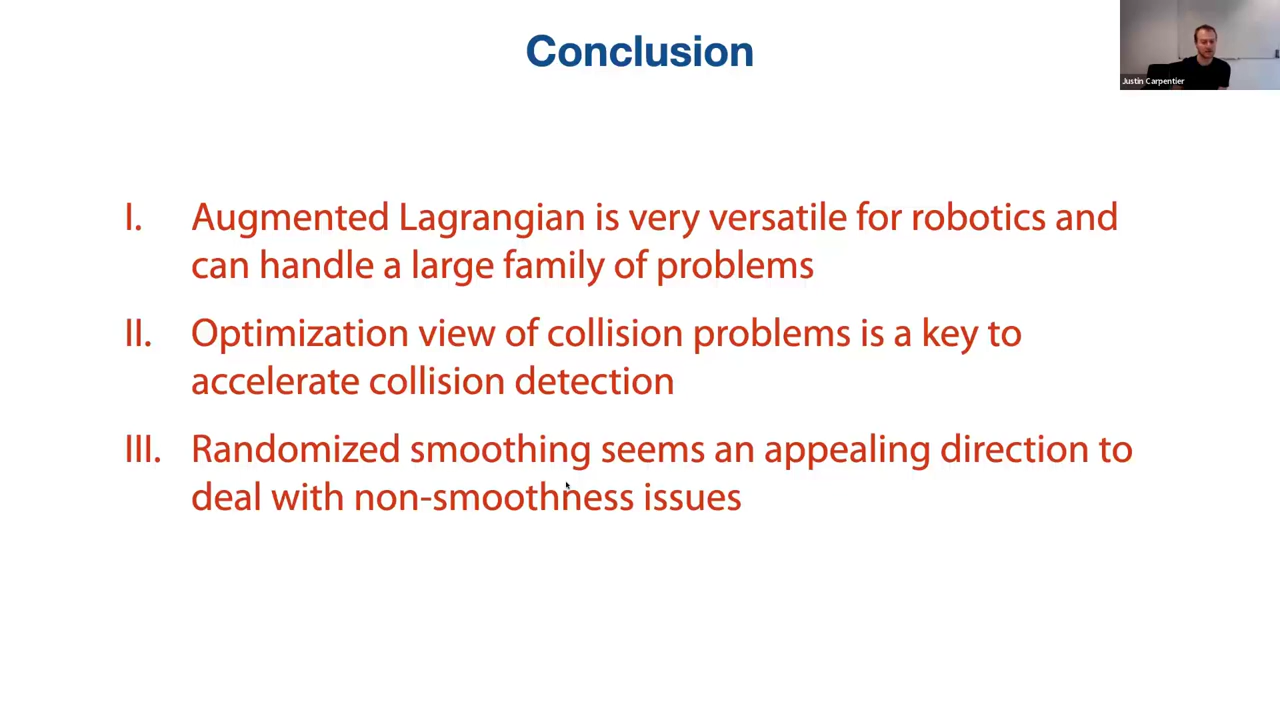 Conclusion
Justin Carpentier
I. Augmented Lagrangian is very versatile for robotics and
can handle a large family of problems
II. Optimization view of collision problems is a key to
accelerate collision detection
III. Randomized smoothing seems an appealing direction to
deal with non-smoothness issues